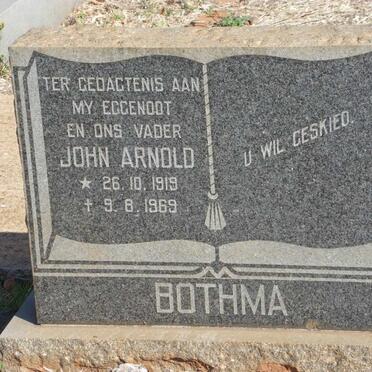 TER GEDAGTENIS AAN
MY EGGENOOT
EN ONS VADER
JOHN ARNOLD
★ 26.10.1919
✝ 9.8.1969
U WIL GESKIED.
BOTHMA